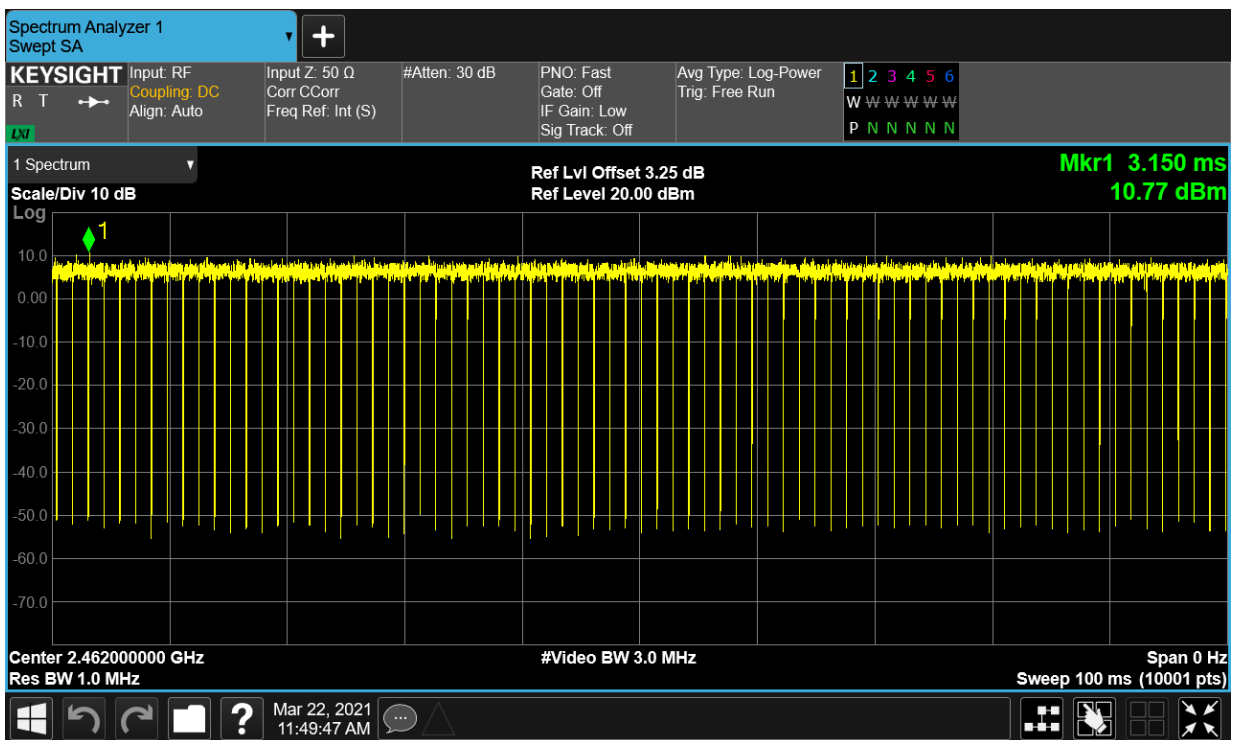 Spectrum Analyzer 1
Swept SA
+
KEYSIGHT
R T
LXI
Input: RF
Coupling: DC
Align: Auto
Input Z: 50 Ω
Corr CCorr
Freq Ref: Int (S)
#Atten: 30 dB
PNO: Fast
Gate: Off
IF Gain: Low
Sig Track: Off
Avg Type: Log-Power
Trig: Free Run
1 2 3 4 5 6
W W W W W W
P N N N N N
1 Spectrum
Scale/Div 10 dB
Log
Ref Lvl Offset 3.25 dB
Ref Level 20.00 dBm
Mkr1 3.150 ms
10.77 dBm
1
10.0
0.00
-10.0
-20.0
-30.0
-40.0
-50.0
-60.0
-70.0
Center 2.462000000 GHz
Res BW 1.0 MHz
#Video BW 3.0 MHz
Span 0 Hz
Sweep 100 ms (10001 pts)
?
Mar 22, 2021
11:49:47 AM